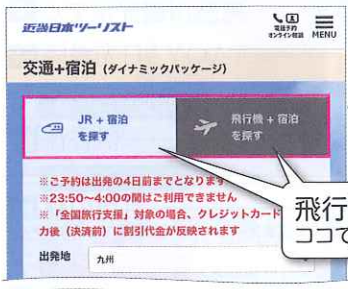 近畿日本ツーリスト
電話予約
オンライン相談
MENU
交通+宿泊 (ダイナミックパッケージ)
JR + 宿泊
を探す
飛行機 + 宿泊
を探す
※ご予約は出発の4日前までとなります
※23:50~4:00の間はご利用できません
※「全国旅行支援」対象の場合、クレジットカード
力後(決済前)に割引代金が反映されます
飛行
ココで
出発地
九州